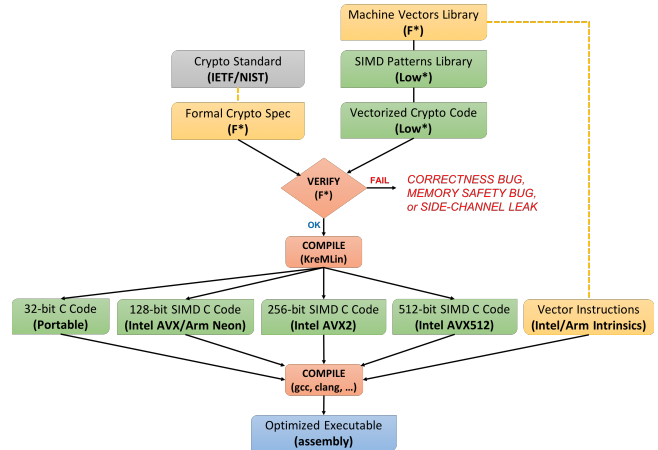 Machine Vectors Library
(F*)
Crypto Standard
(IETF/NIST)
SIMD Patterns Library
(Low*)
Formal Crypto Spec
(F*)
Vectorized Crypto Code
(Low*)
VERIFY
(F*)
FAIL
CORRECTNESS BUG,
MEMORY SAFETY BUG,
or SIDE-CHANNEL LEAK
OK
COMPILE
(KreMLin)
32-bit C Code
(Portable)
128-bit SIMD C Code
(Intel AVX/Arm Neon)
256-bit SIMD C Code
(Intel AVX2)
512-bit SIMD C Code
(Intel AVX512)
Vector Instructions
(Intel/Arm Intrinsics)
COMPILE
(gcc, clang, ...)
Optimized Executable
(assembly)